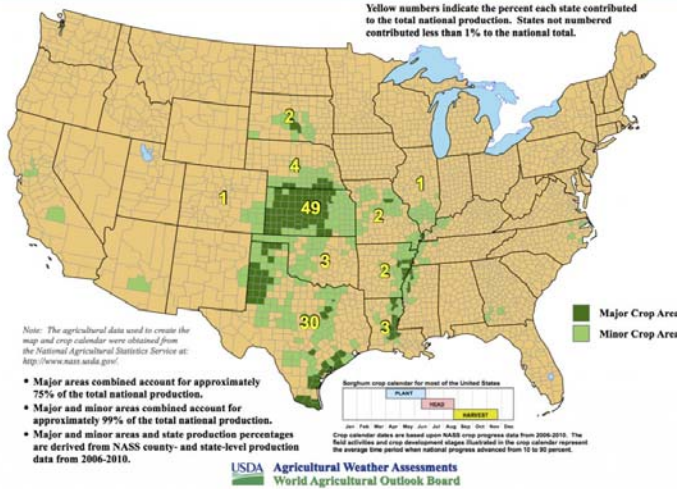 Yellow numbers indicate the percent each state contributed
to the total national production. States not numbered
contributed less than 1% to the national total.
2
4
1
49
2
1
3
2
30
3
Major Crop Area
Minor Crop Area
Note: The agricultural data used to create the
map and crop calendar were obtained from
the National Agricultural Statistics Service at:
http://www.nass.usda.gov/.
• Major areas combined account for approximately
75% of the total national production.
• Major and minor areas combined account for
approximately 99% of the total national production.
• Major and minor areas and state production percentages
are derived from NASS county- and state-level production
data from 2006-2010.
Sorghum crop calendar for most of the United States
PLANT
HEAD
HARVEST
Jan Feb Mar Apr May Jun Jul Aug Sep Oct Nov Dec
Crop calendar dates are based upon NASS crop progress data from 2006-2010. The
field activities and crop development stages illustrated in the crop calendar represent
the average time period when national progress advanced from 10 to 90 percent.
USDA Agricultural Weather Assessments
World Agricultural Outlook Board